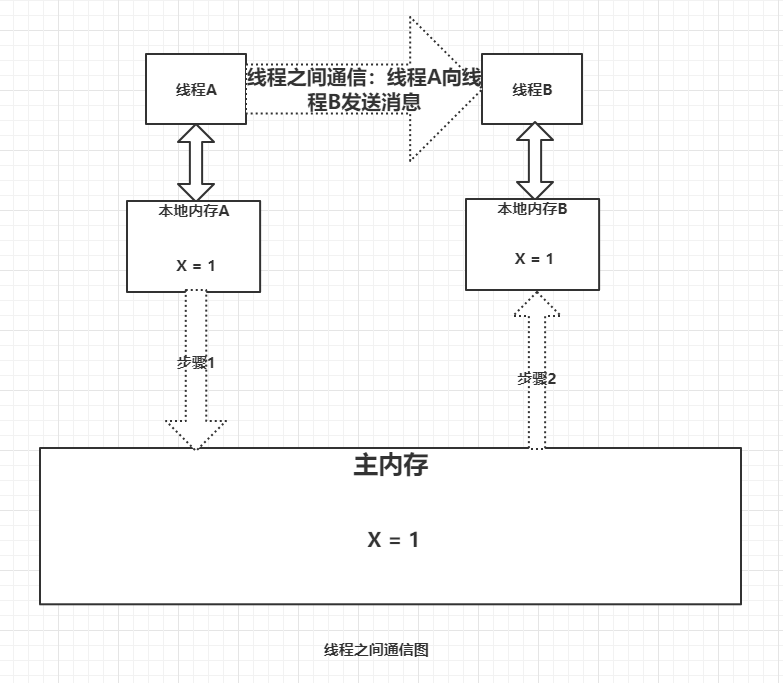 线程A
线程之间通信：线程A向线
程B发送消息
线程B
本地内存A
X = 1
本地内存B
X = 1
步骤1
步骤2
主内存
X = 1
线程之间通信图